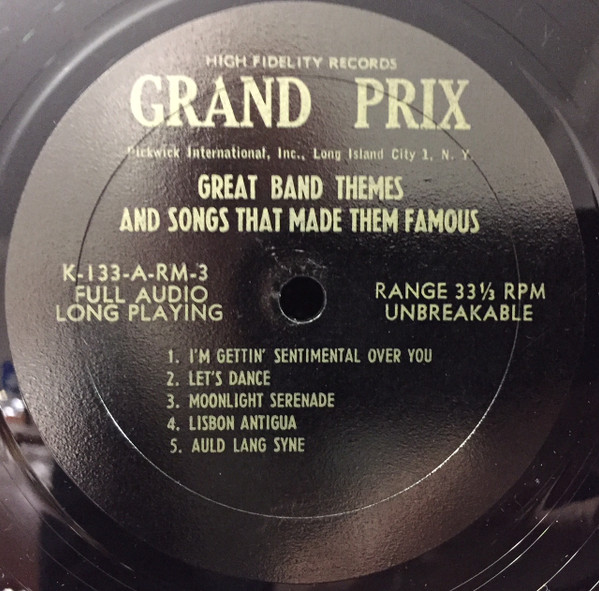 HIGH FIDELITY RECORDS
GRAND PRIX
Pickwick International, Inc., Long Island City 1, N. Y.
GREAT BAND THEMES
AND SONGS THAT MADE THEM FAMOUS
K-133-A-RM-3
FULL AUDIO
LONG PLAYING
RANGE 33⅓ RPM
UNBREAKABLE
1. I'M GETTIN' SENTIMENTAL OVER YOU
2. LET'S DANCE
3. MOONLIGHT SERENADE
4. LISBON ANTIGUA
5. AULD LANG SYNE